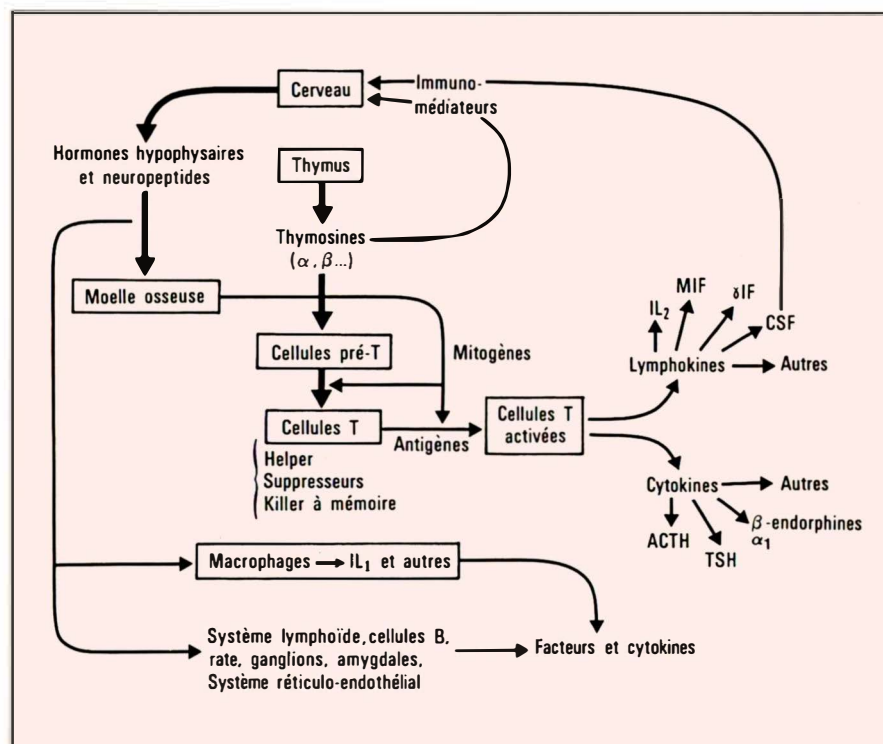 Cerveau
Immuno-
médiateurs
Hormones hypophysaires
et neuropeptides
Thymus
Thymosines
(α, β...)
Moelle osseuse
Cellules pré-T
Mitogènes
Cellules T
Antigènes
Cellules T
activées
Helper
Suppresseurs
Killer à mémoire
IL₂
MIF
ɣIF
CSF
Lymphokines
Autres
Cytokines
Autres
β-endorphines
α₁
ACTH
TSH
Macrophages → IL₁ et autres
Système lymphoïde, cellules B,
rate, ganglions, amygdales,
Système réticulo-endothélial
Facteurs et cytokines